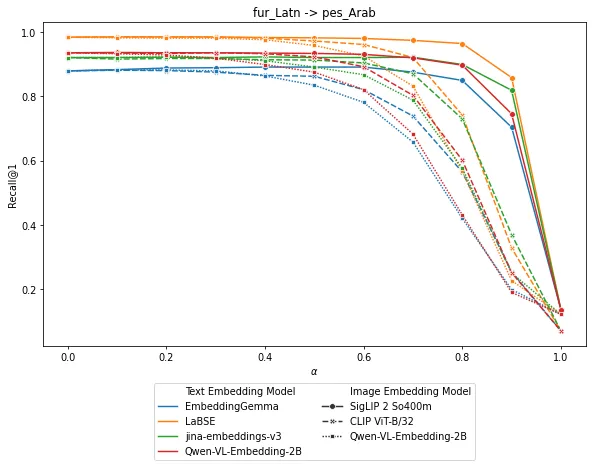 fur_Latn -> pes_Arab
1.0
0.8
0.6
0.4
0.2
Recall@1
0.0 0.2 0.4 0.6 0.8 1.0
α
Text Embedding Model
EmbeddingGemma
LaBSE
jina-embeddings-v3
Qwen-VL-Embedding-2B
Image Embedding Model
SigLIP 2 So400m
CLIP ViT-B/32
Qwen-VL-Embedding-2B